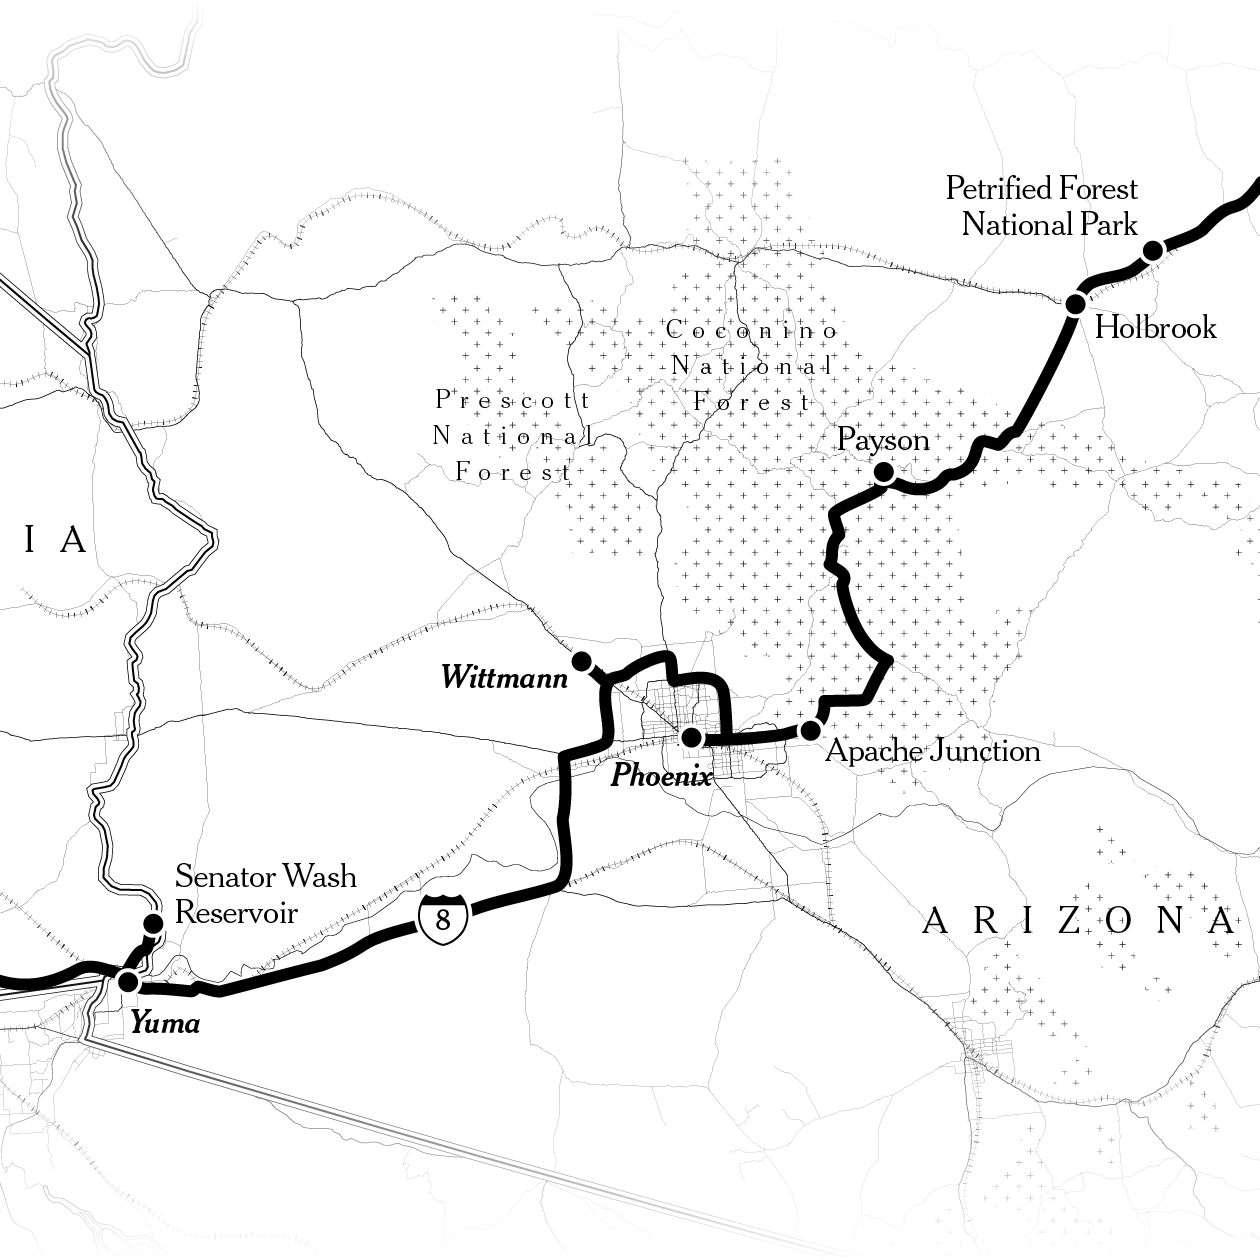 Petrified Forest
National Park
Holbrook
Coconino
National
Forest
Prescott
National
Forest
Payson
I A
Wittmann
Phoenix
Apache Junction
Senator Wash
Reservoir
8
ARIZONA
Yuma